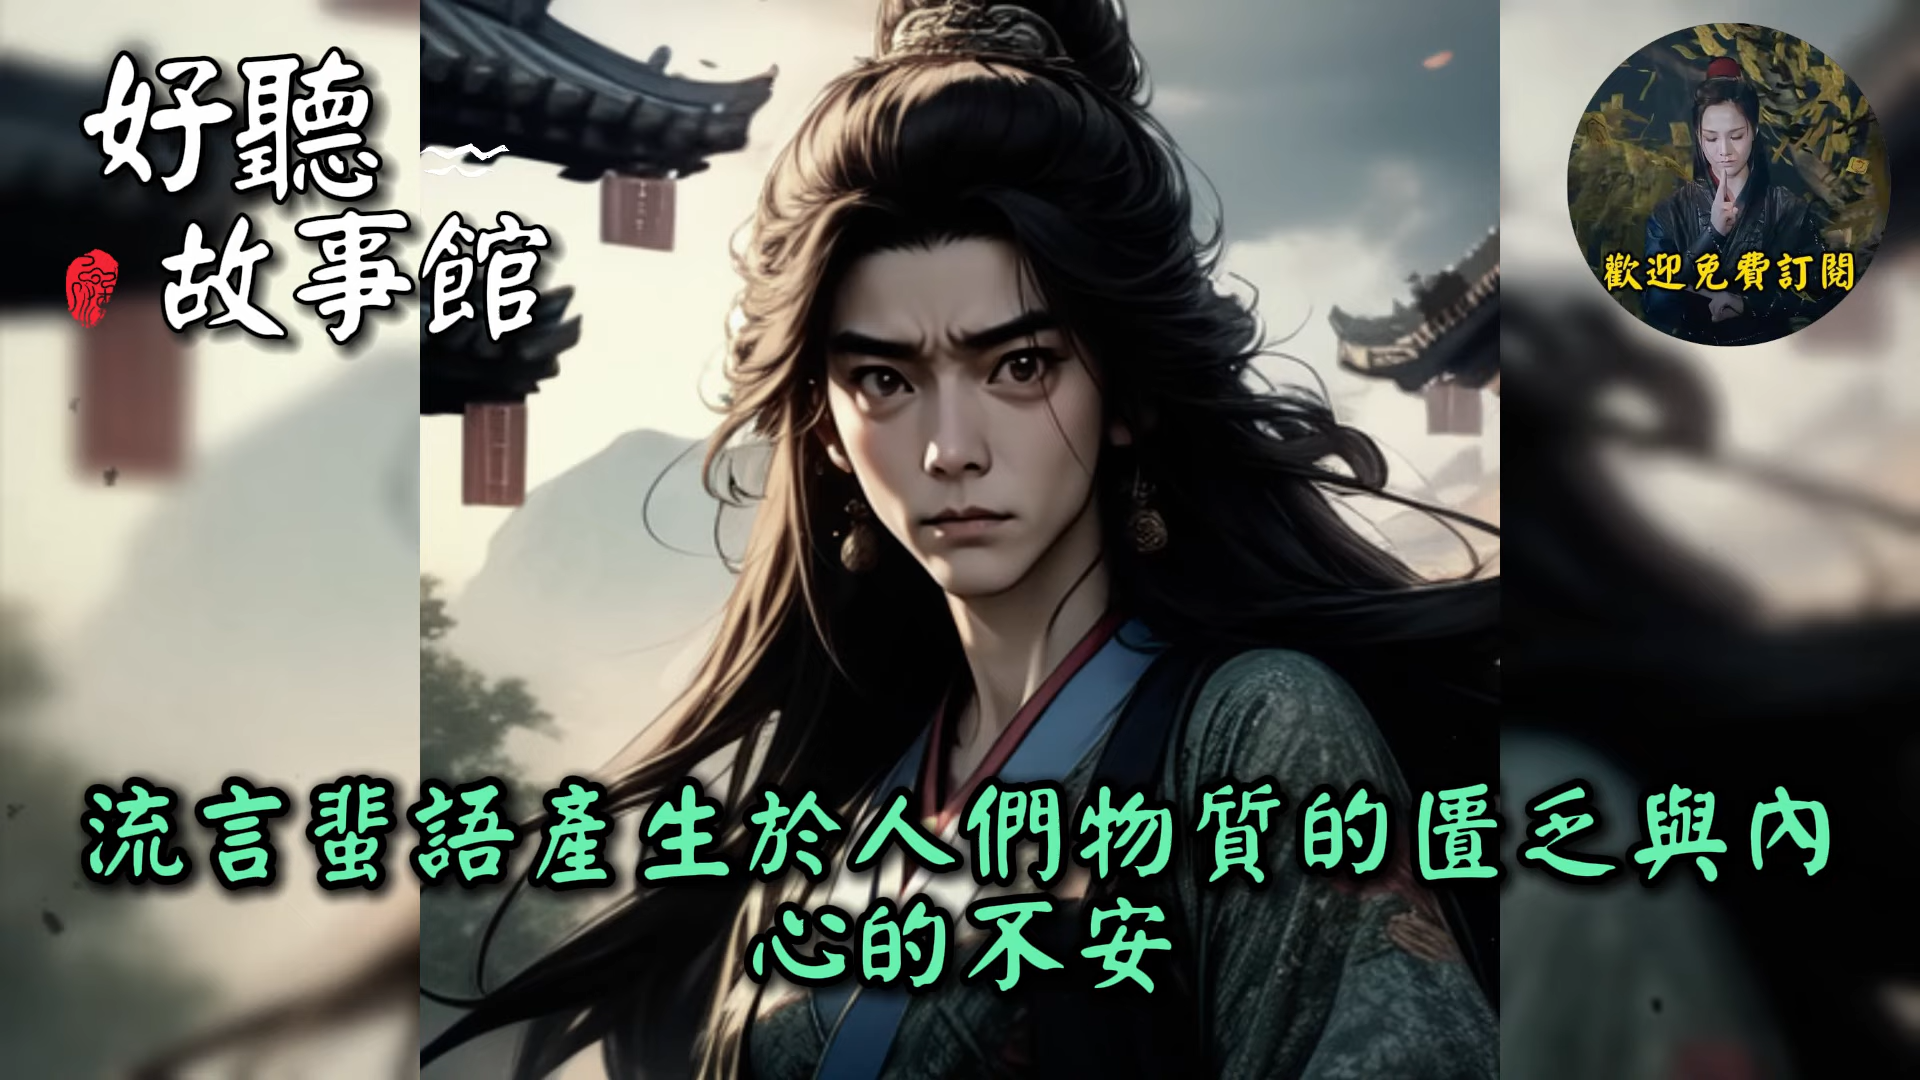 好聽
故事館
歡迎免費訂閱
流言蜚語產生於人們物質的匱乏與內
心的不安